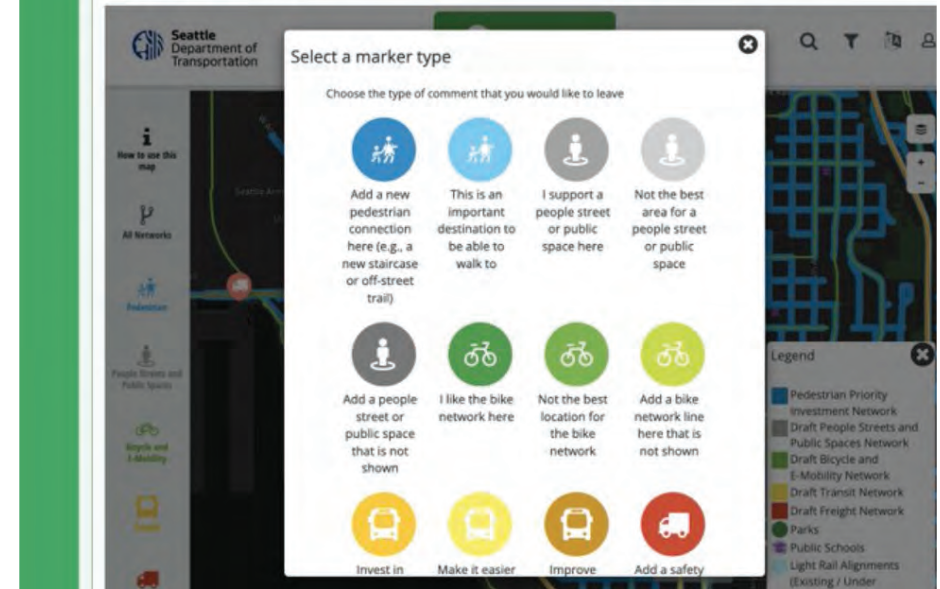 Seattle
Department of
Transportation
Select a marker type
Choose the type of comment that you would like to leave
How to use this
map
All Networks
Pedestrian
People Streets and
Public Spaces
Bicycle and
E-Mobility
Transit
Add a new
pedestrian
connection
here (e.g., a
new staircase
or off-street
trail)
This is an
important
destination to
be able to
walk to
I support a
people street
or public
space here
Not the best
area for a
people street
or public
space
Add a people
street or
public space
that is not
shown
I like the bike
network here
Not the best
location for
the bike
network
Add a bike
network line
here that is
not shown
Invest in
Make it easier
Improve
Add a safety
Legend
Pedestrian Priority
Investment Network
Draft People Streets and
Public Spaces Network
Draft Bicycle and
E-Mobility Network
Draft Transit Network
Draft Freight Network
Parks
Public Schools
Light Rail Alignments
(Existing / Under